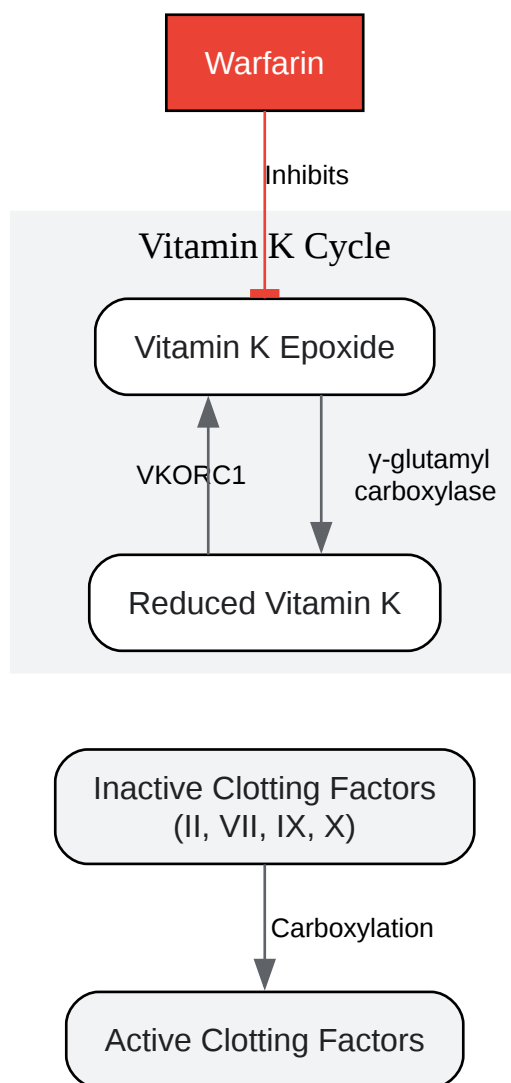 Warfarin
Inhibits
Vitamin K Cycle
Vitamin K Epoxide
VKORC1
γ-glutamyl
carboxylase
Reduced Vitamin K
Inactive Clotting Factors
(II, VII, IX, X)
Carboxylation
Active Clotting Factors